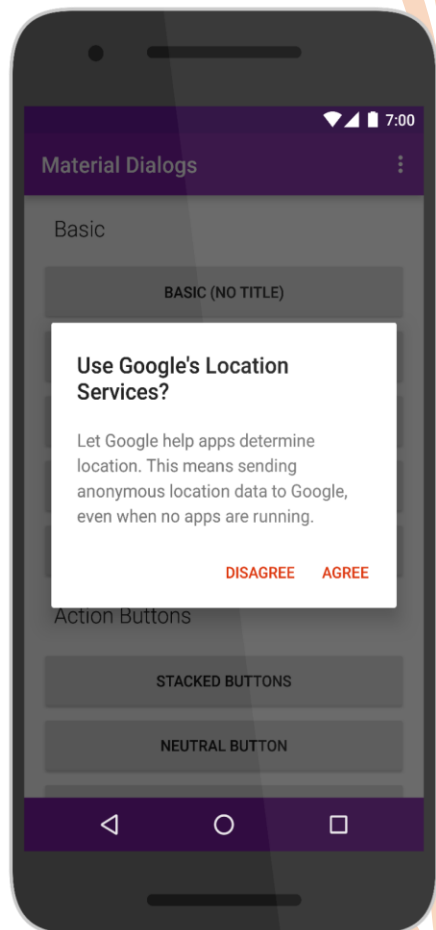 7:00
Material Dialogs
Basic
BASIC (NO TITLE)
Use Google's Location
Services?
Let Google help apps determine
location. This means sending
anonymous location data to Google,
even when no apps are running.
DISAGREE AGREE
Action Buttons
STACKED BUTTONS
NEUTRAL BUTTON